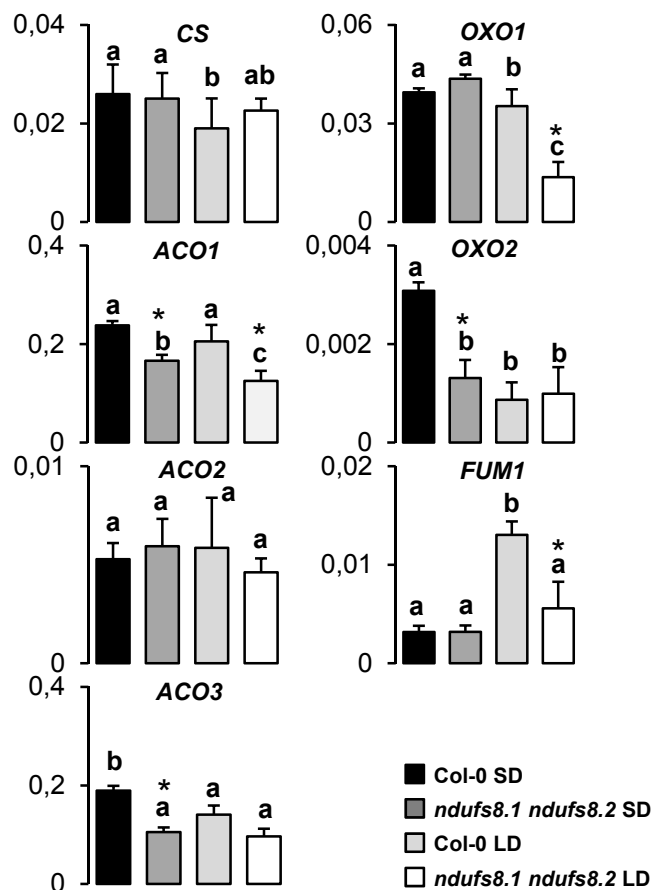 CS
0,04
0,02
0
a
a
b
ab
OXO1
0,06
0,03
0
a
a
b
*
c
ACO1
0,4
0,2
0
a
*
b
a
*
c
OXO2
0,004
0,002
0
a
*
b
b
b
ACO2
0,01
0
a
a
a
a
FUM1
0,02
0,01
0
a
a
b
*
a
ACO3
0,4
0,2
0
b
*
a
a
a
Col-0 SD
ndufs8.1 ndufs8.2 SD
Col-0 LD
ndufs8.1 ndufs8.2 LD